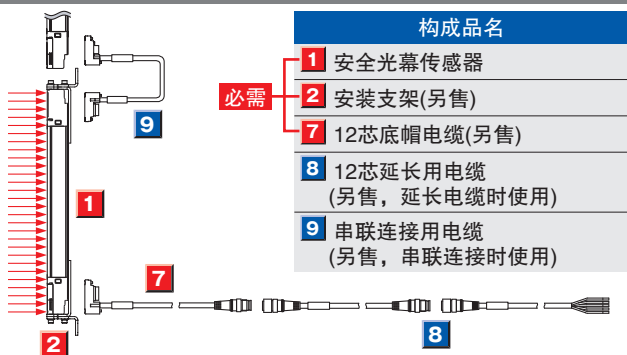 构成品名
必需
1 安全光幕传感器
2 安装支架(另售)
7 12芯底帽电缆(另售)
8 12芯延长用电缆
(另售，延长电缆时使用)
9 串联连接用电缆
(另售，串联连接时使用)
9
1
7
8
2